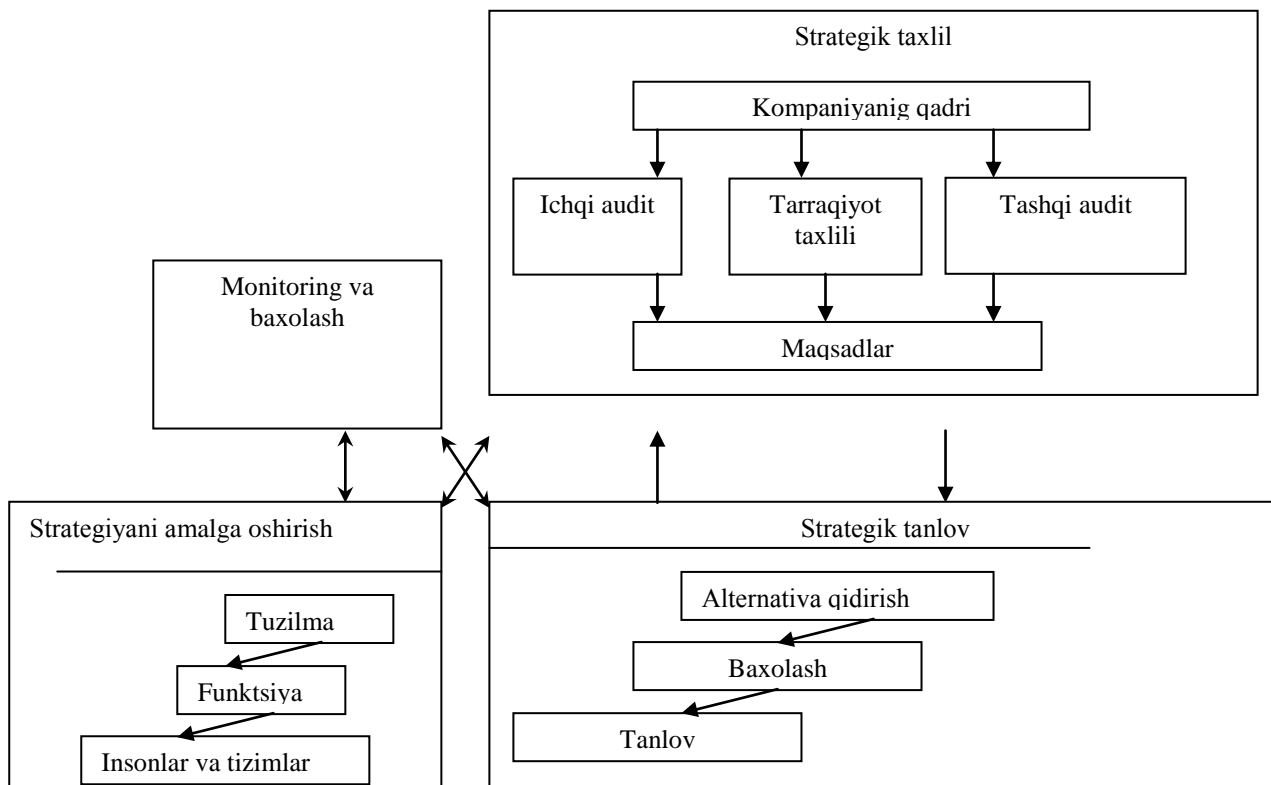 Strategik taxlil
Kompaniyanig qadri
Ichqi audit
Tarraqiyot
taxlili
Tashqi audit
Maqsadlar
Monitoring va
baxolash
Strategiyani amalga oshirish
Tuzilma
Funktsiya
Insonlar va tizimlar
Strategik tanlov
Alternativa qidirish
Baxolash
Tanlov